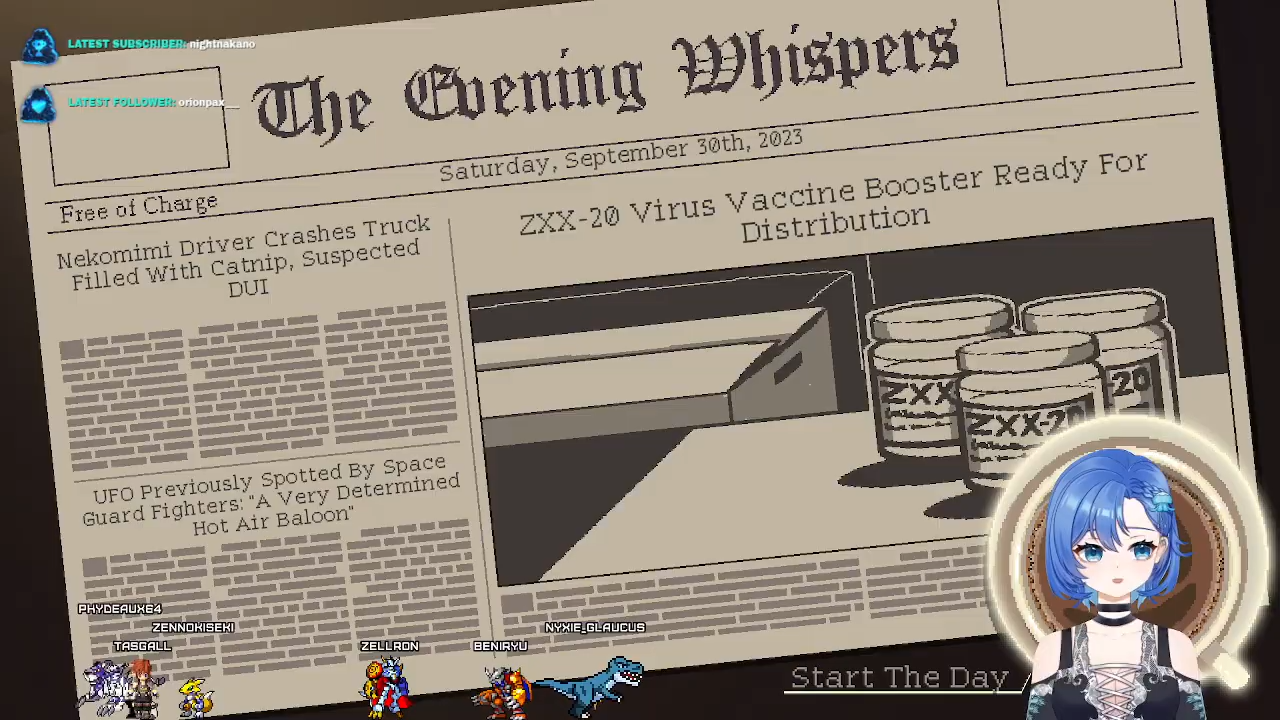 LATEST SUBSCRIBER: nightnakano
LATEST FOLLOWER: orionpax__
The Evening Whispers
Saturday, September 30th, 2023
Free of Charge
Nekomimi Driver Crashes Truck
Filled With Catnip, Suspected
DUI
ZXX-20 Virus Vaccine Booster Ready For
Distribution
ZXX
ZXX-20
-20
UFO Previously Spotted By Space
Guard Fighters: "A Very Determined
Hot Air Baloon"
PHYDEAUX64
ZENNOKISEKI
TASGALL
ZELLRON
BENIRYU
NYXIE_GLAUCUS
Start The Day